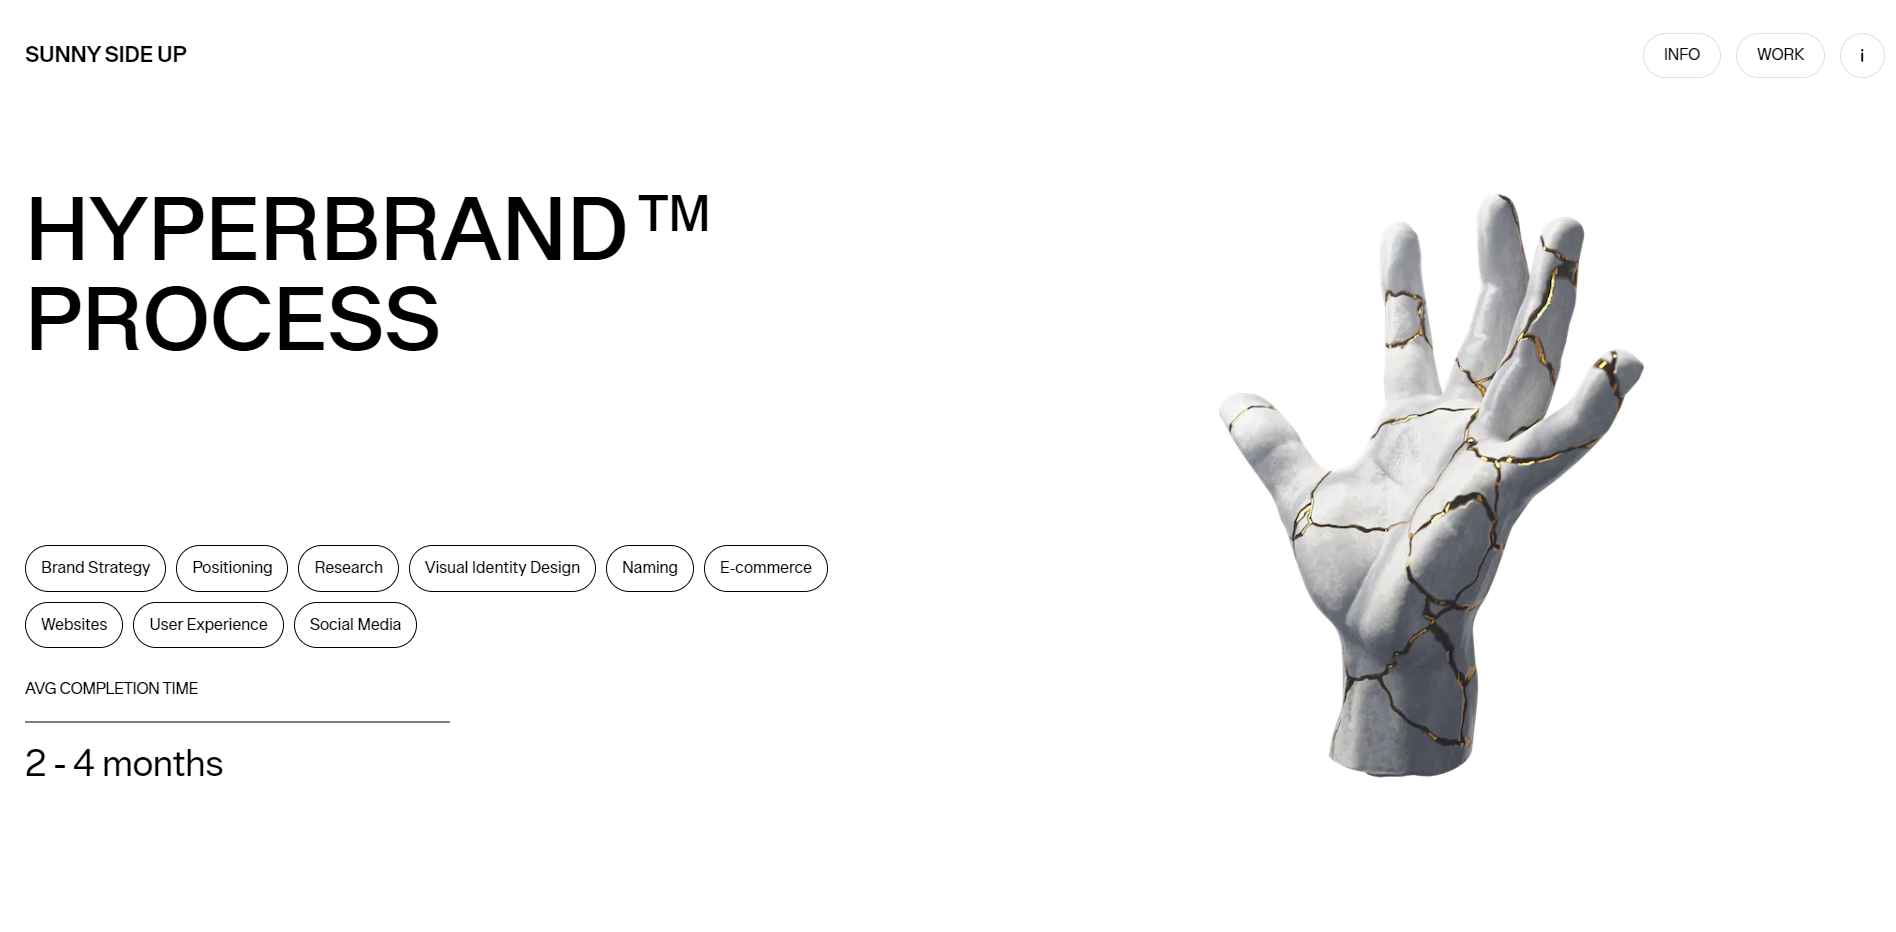 SUNNY SIDE UP
INFO WORK i
HYPERBRAND™
PROCESS
Brand Strategy Positioning Research Visual Identity Design Naming E-commerce
Websites User Experience Social Media
AVG COMPLETION TIME
2 - 4 months